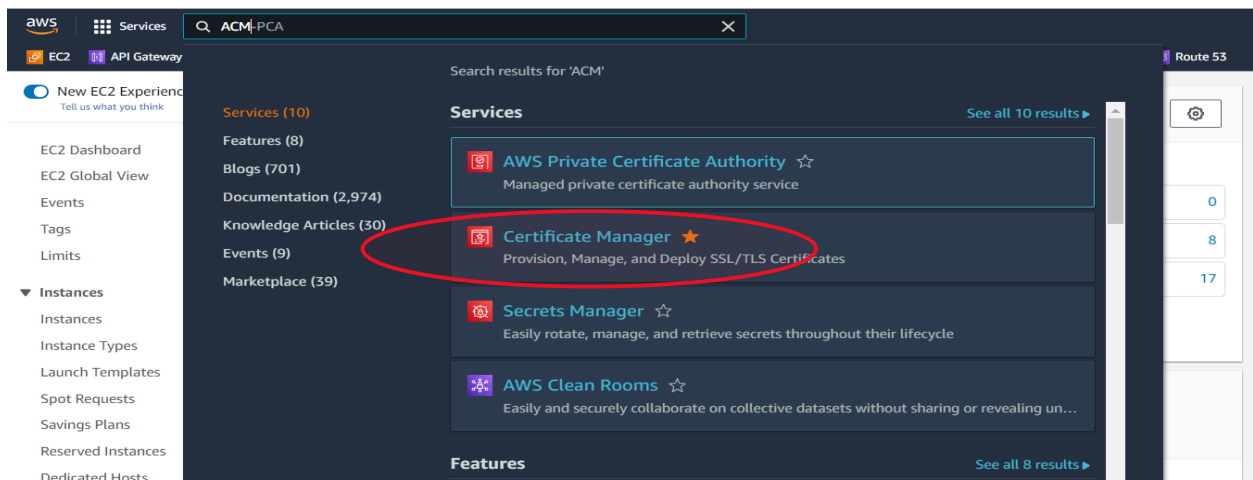 aws
Services
ACM-PCA
EC2
API Gateway
Route 53
New EC2 Experienc
Tell us what you think
EC2 Dashboard
EC2 Global View
Events
Tags
Limits
Instances
Instances
Instance Types
Launch Templates
Spot Requests
Savings Plans
Reserved Instances
Dedicated Hosts
Search results for 'ACM'
Services (10)
Features (8)
Blogs (701)
Documentation (2,974)
Knowledge Articles (30)
Events (9)
Marketplace (39)
Services
See all 10 results
AWS Private Certificate Authority
Managed private certificate authority service
Certificate Manager
Provision, Manage, and Deploy SSL/TLS Certificates
Secrets Manager
Easily rotate, manage, and retrieve secrets throughout their lifecycle
AWS Clean Rooms
Easily and securely collaborate on collective datasets without sharing or revealing un...
Features
See all 8 results
0
8
17